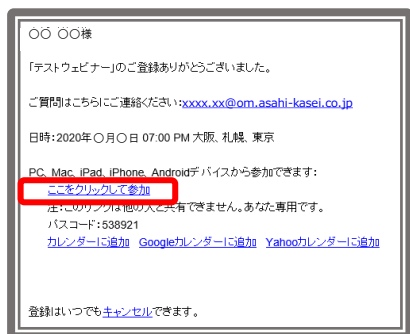 ○○ ○○様
「テストウェビナー」のご登録ありがとうございました。
ご質問はこちらにご連絡ください:xxxx.xx@om.asahi-kasei.co.jp
日時:2020年○月○日 07:00 PM 大阪、札幌、東京
PC、Mac、iPad、iPhone、Androidデバイスから参加できます:
ここをクリックして参加
注:このリンクは他の人と共有できません。あなた専用です。
パスコード:538921
カレンダーに追加 Googleカレンダーに追加 Yahooカレンダーに追加
登録はいつでもキャンセルできます。